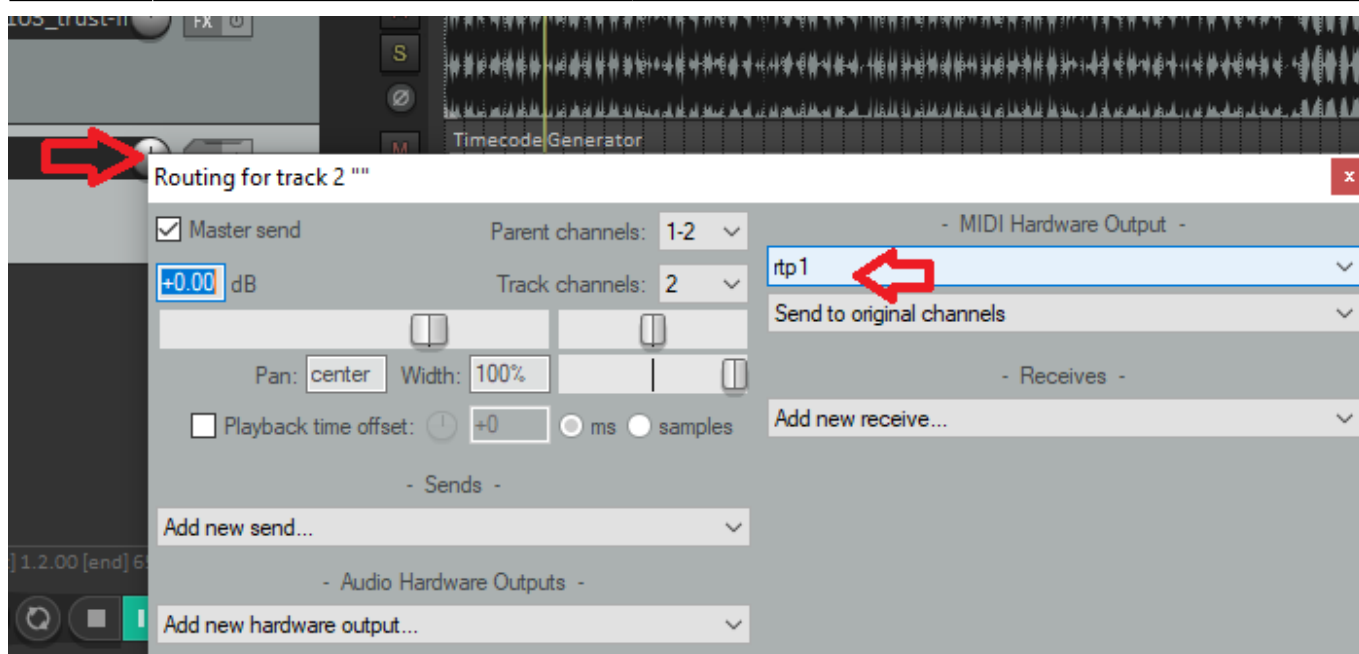 FX
S
M
Timecode Generator
Routing for track 2 ""
x
Master send
Parent channels: 1-2
- MIDI Hardware Output -
+0.00 dB
Track channels: 2
rtp1
Send to original channels
Pan: center Width: 100%
- Receives -
Playback time offset: +0 ms samples
Add new receive...
- Sends -
Add new send...
1.2.00 [end]
- Audio Hardware Outputs -
Add new hardware output...